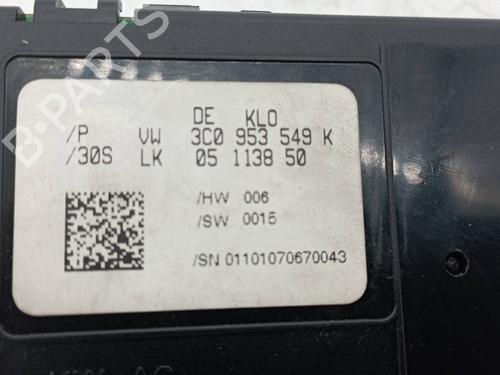 DE KLO
/P VW 3C0 953 549 K
/30S LK 05 1138 50
/HW 006
/SW 0015
/SN 01101070670043
B-PARTS